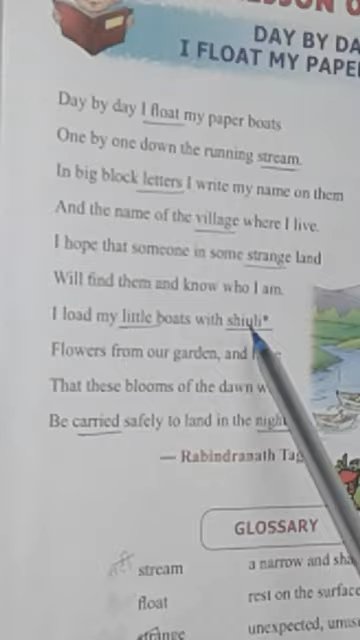 LESSON
DAY BY DA
I FLOAT MY PAPE
Day by day I float my paper boats
One by one down the running stream.
In big block letters I write my name on them
And the name of the village where I live.
I hope that someone in some strange land
Will find them and know who I am.
I load my little boats with shiuli*
Flowers from our garden, and
That these blooms of the dawn w
Be carried safely to land in the night
— Rabindranath Tag
GLOSSARY
stream a narrow and sha
float rest on the surface
strange unexpected, unus